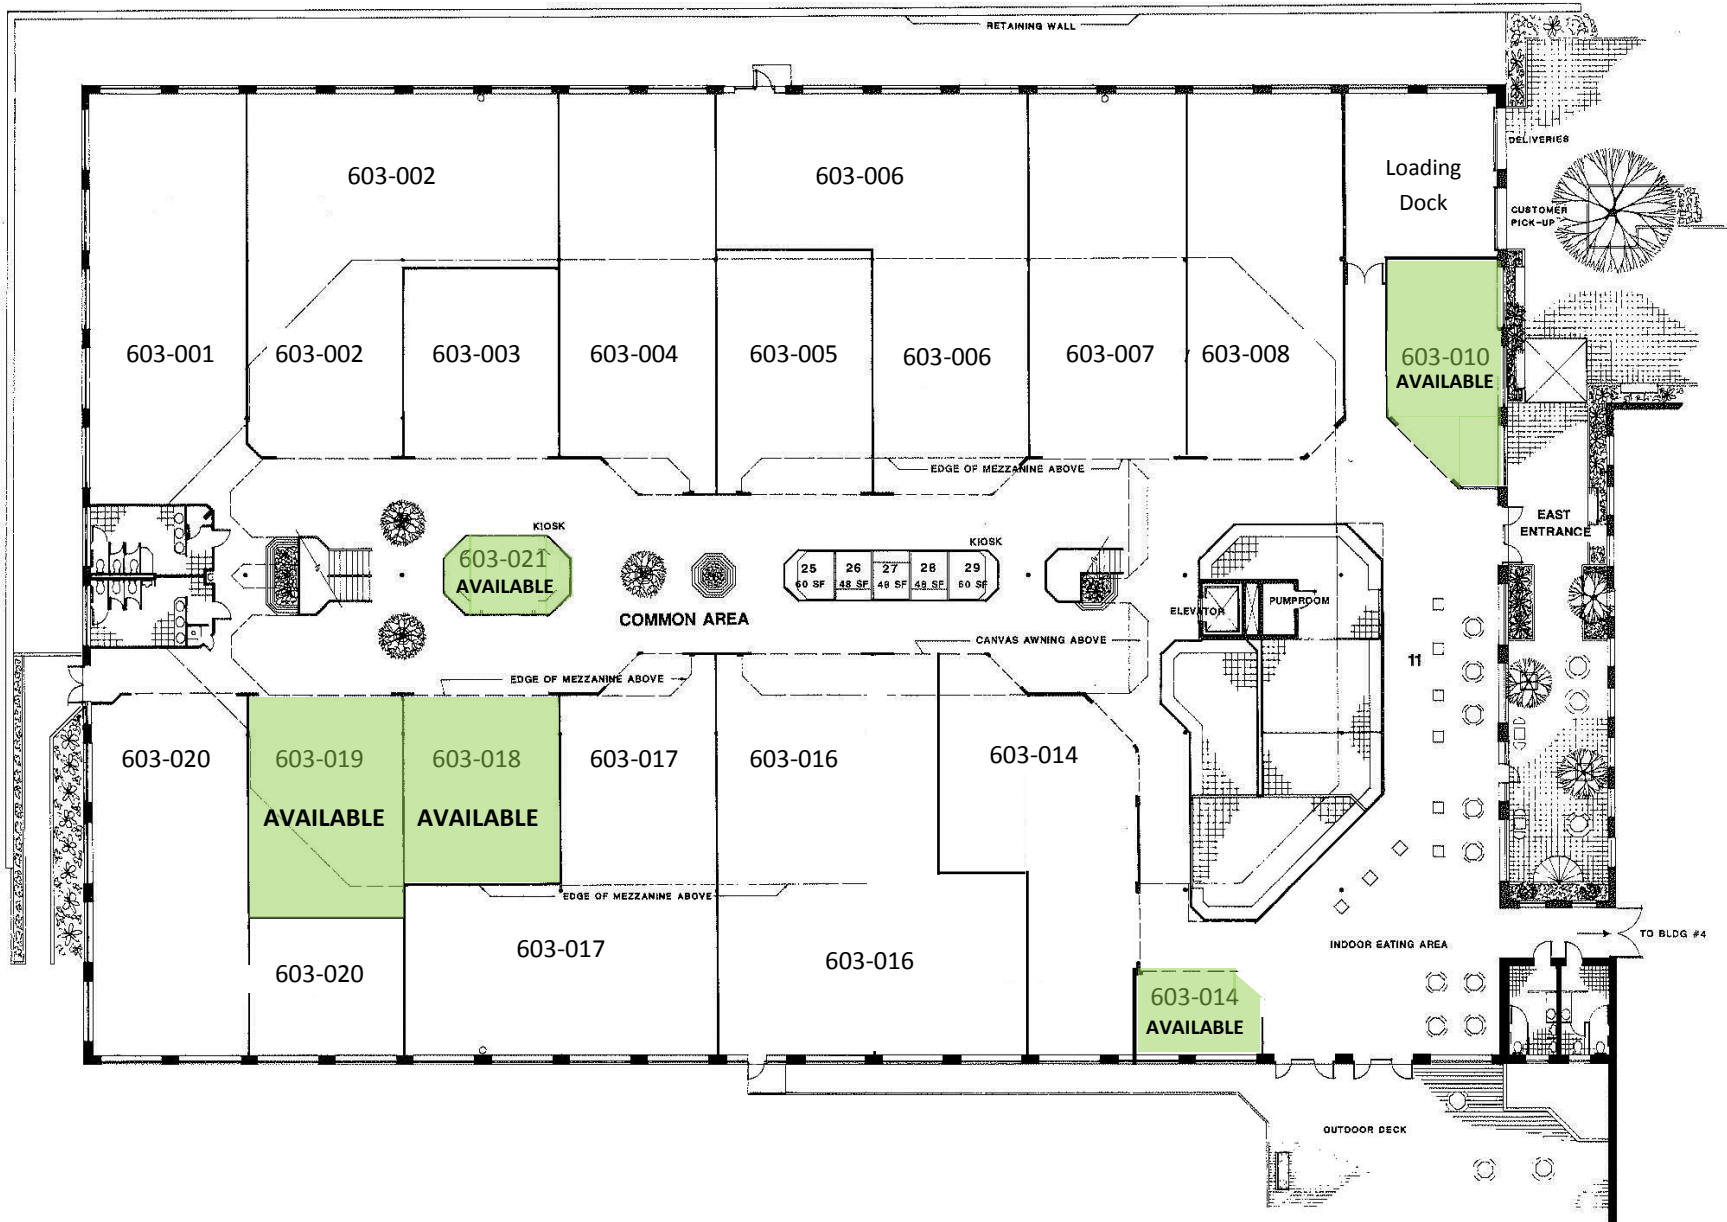 RETAINING WALL
DELIVERIES
603-002
603-006
Loading
Dock
CUSTOMER
PICK-UP
603-001
603-002
603-003
603-004
603-005
603-006
603-007
603-008
603-010
AVAILABLE
EDGE OF MEZZANINE ABOVE
EAST
ENTRANCE
KIOSK
KIOSK
603-021
AVAILABLE
25
26
27
28
29
60 SF
48 SF
48 SF
48 SF
60 SF
ELEVATOR
PUMPROOM
COMMON AREA
CANVAS AWNING ABOVE
11
EDGE OF MEZZANINE ABOVE
603-020
603-019
603-018
603-017
603-016
603-014
AVAILABLE
AVAILABLE
EDGE OF MEZZANINE ABOVE
TO BLDG #4
603-017
603-016
INDOOR EATING AREA
603-020
603-014
AVAILABLE
OUTDOOR DECK